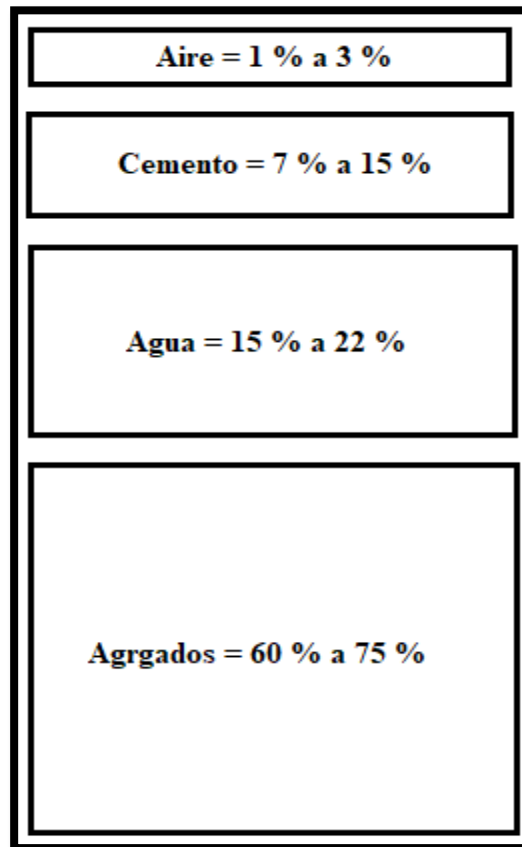 Aire = 1 % a 3 %
Cemento = 7 % a 15 %
Agua = 15 % a 22 %
Agrgados = 60 % a 75 %